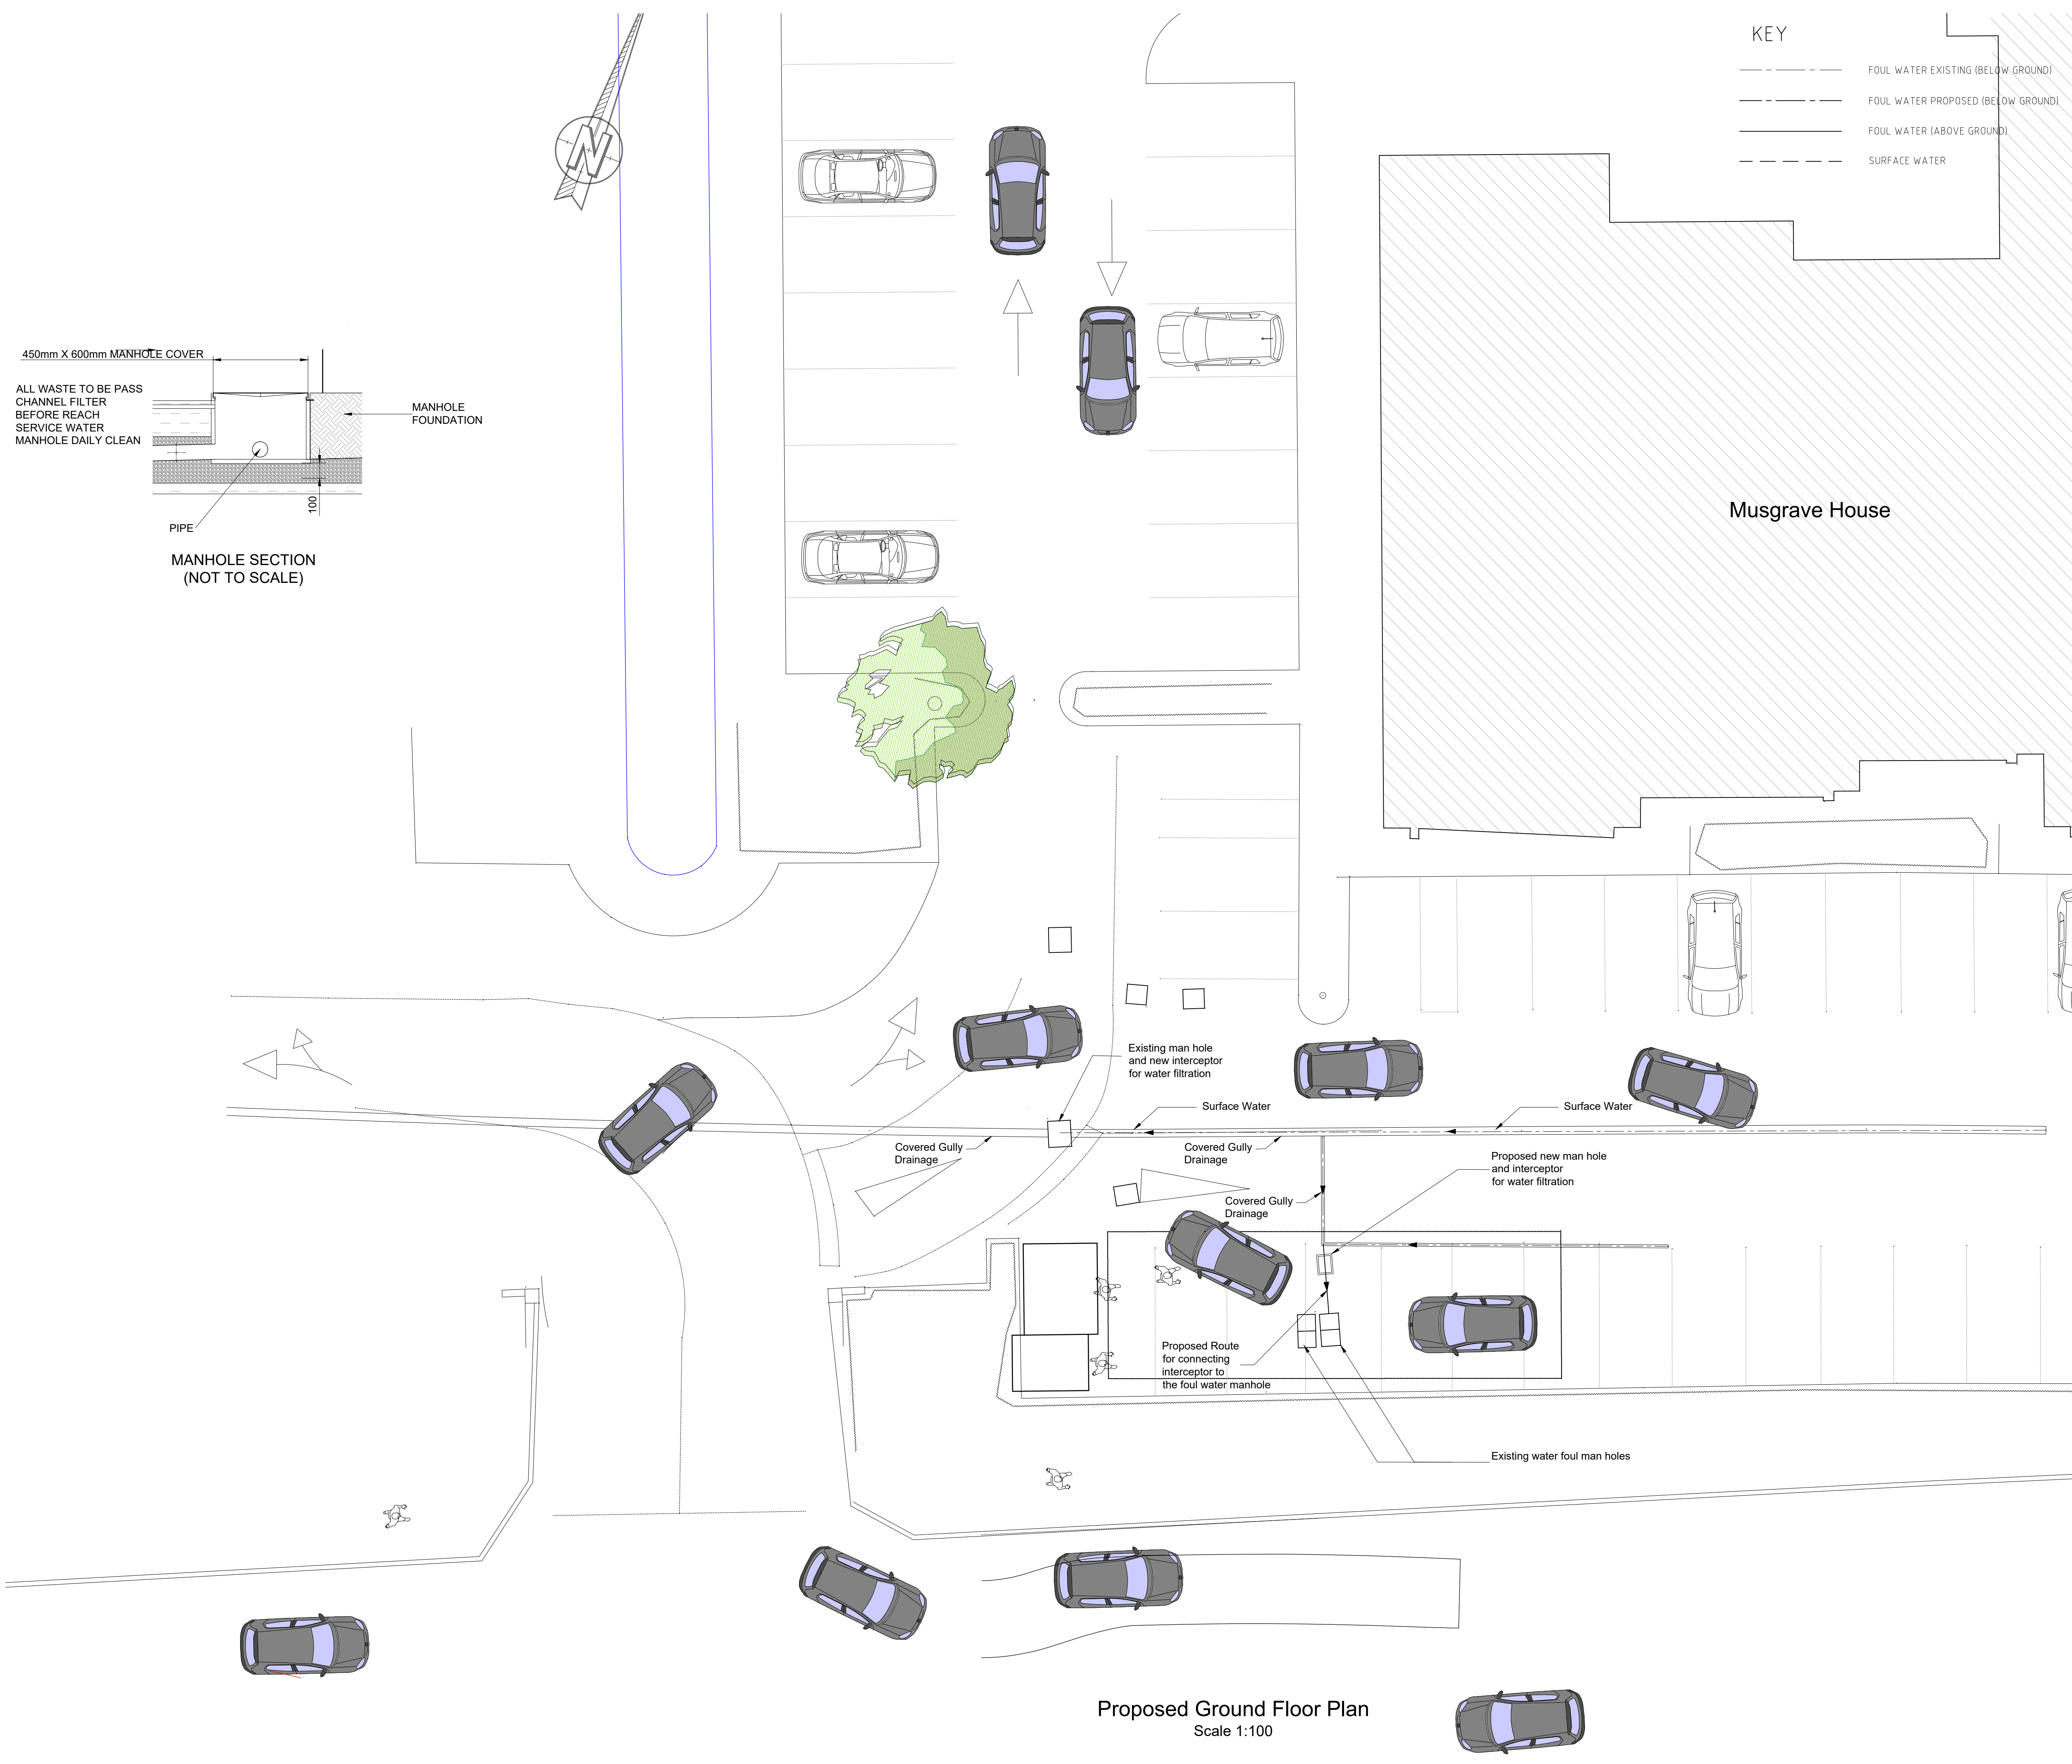 KEY
FOUL WATER EXISTING (BELOW GROUND)
FOUL WATER PROPOSED (BELOW GROUND)
FOUL WATER (ABOVE GROUND)
SURFACE WATER
N
450mm X 600mm MANHOLE COVER
ALL WASTE TO BE PASS
CHANNEL FILTER
BEFORE REACH
SERVICE WATER
MANHOLE DAILY CLEAN
MANHOLE
FOUNDATION
100
PIPE
MANHOLE SECTION
(NOT TO SCALE)
Musgrave House
Existing man hole
and new interceptor
for water filtration
Surface Water
Surface Water
Covered Gully
Drainage
Covered Gully
Drainage
Proposed new man hole
and interceptor
for water filtration
Covered Gully
Drainage
Proposed Route
for connecting
interceptor to
the foul water manhole
Existing water foul man holes
Proposed Ground Floor Plan
Scale 1:100